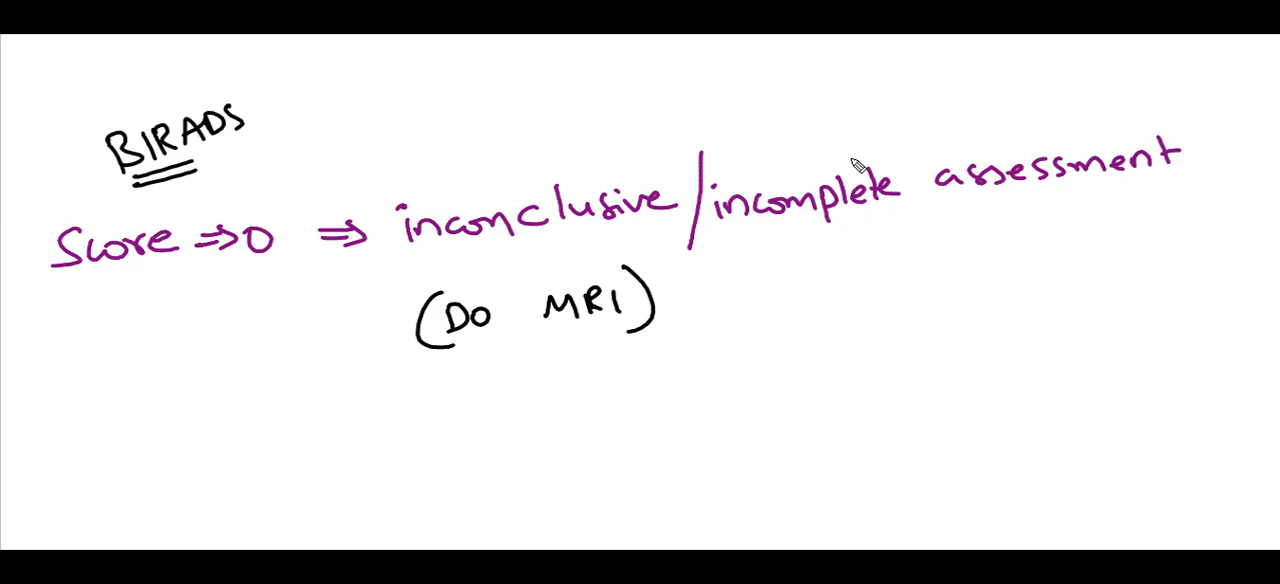 BIRADS
Score ⇒ 0 ⇒ inconclusive/incomplete assessment
(DO MRI)